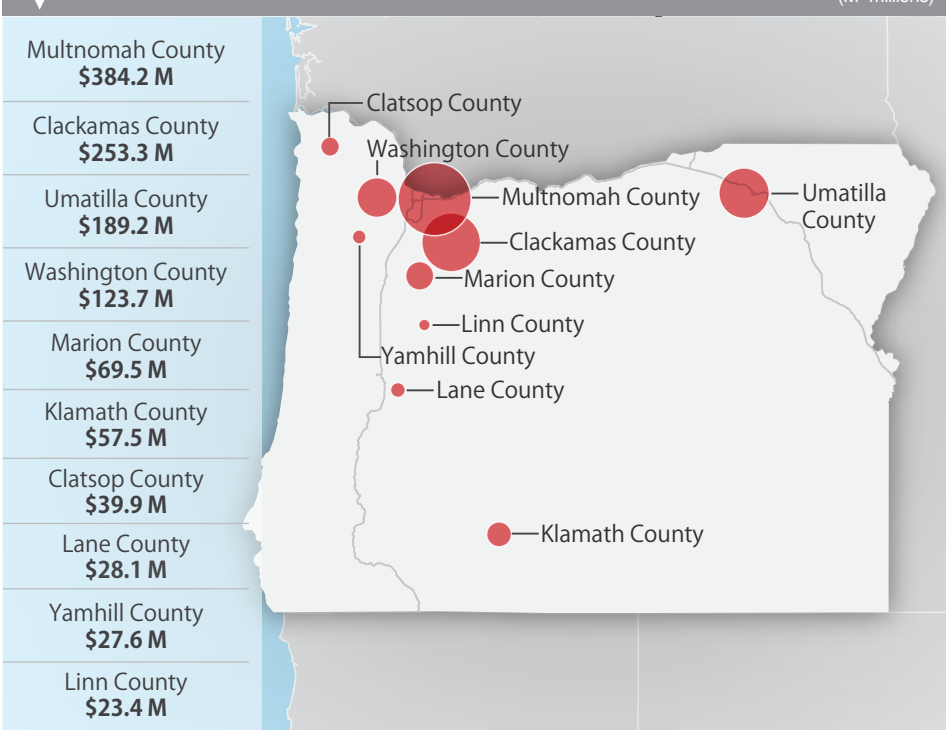 Multnomah County
$384.2 M
Clackamas County
$253.3 M
Umatilla County
$189.2 M
Washington County
$123.7 M
Marion County
$69.5 M
Klamath County
$57.5 M
Clatsop County
$39.9 M
Lane County
$28.1 M
Yamhill County
$27.6 M
Linn County
$23.4 M
Clatsop County
Washington County
Multnomah County
Umatilla
County
Clackamas County
Marion County
Linn County
Yamhill County
Lane County
Klamath County